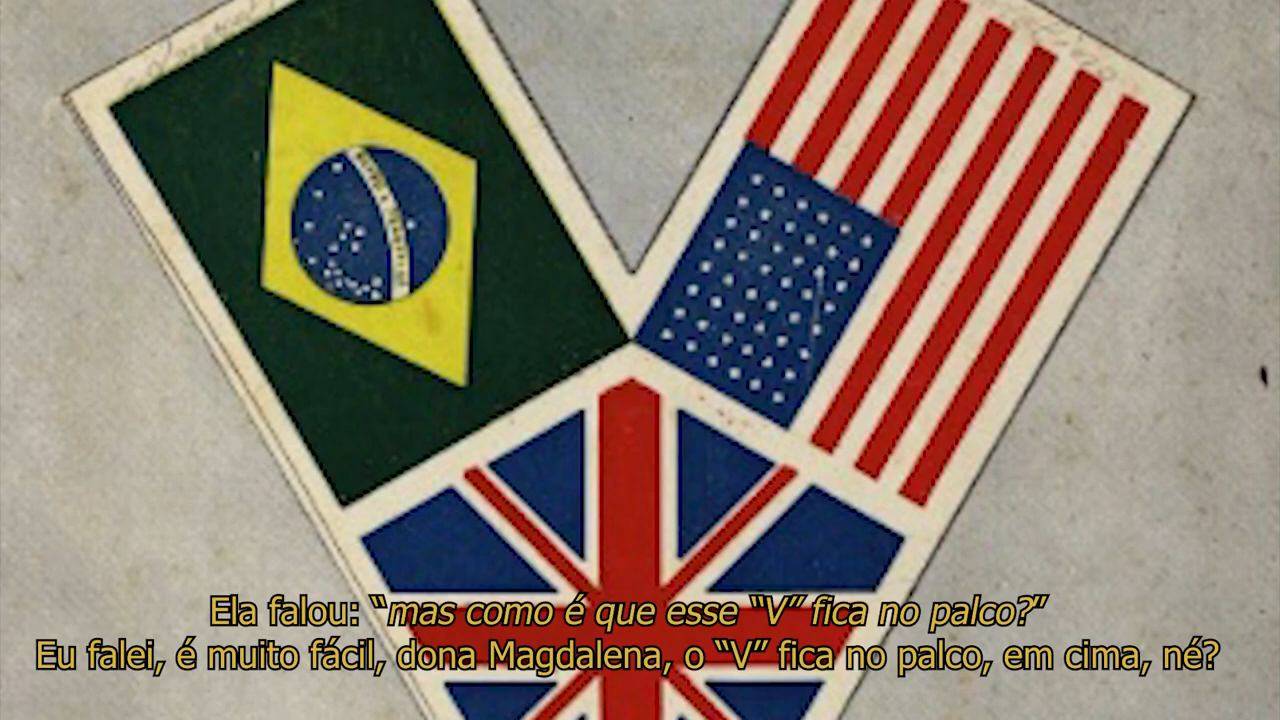 Ela falou: “mas como é que esse “V” fica no palco?”
Eu falei, é muito fácil, dona Magdalena, o “V” fica no palco, em cima, né?